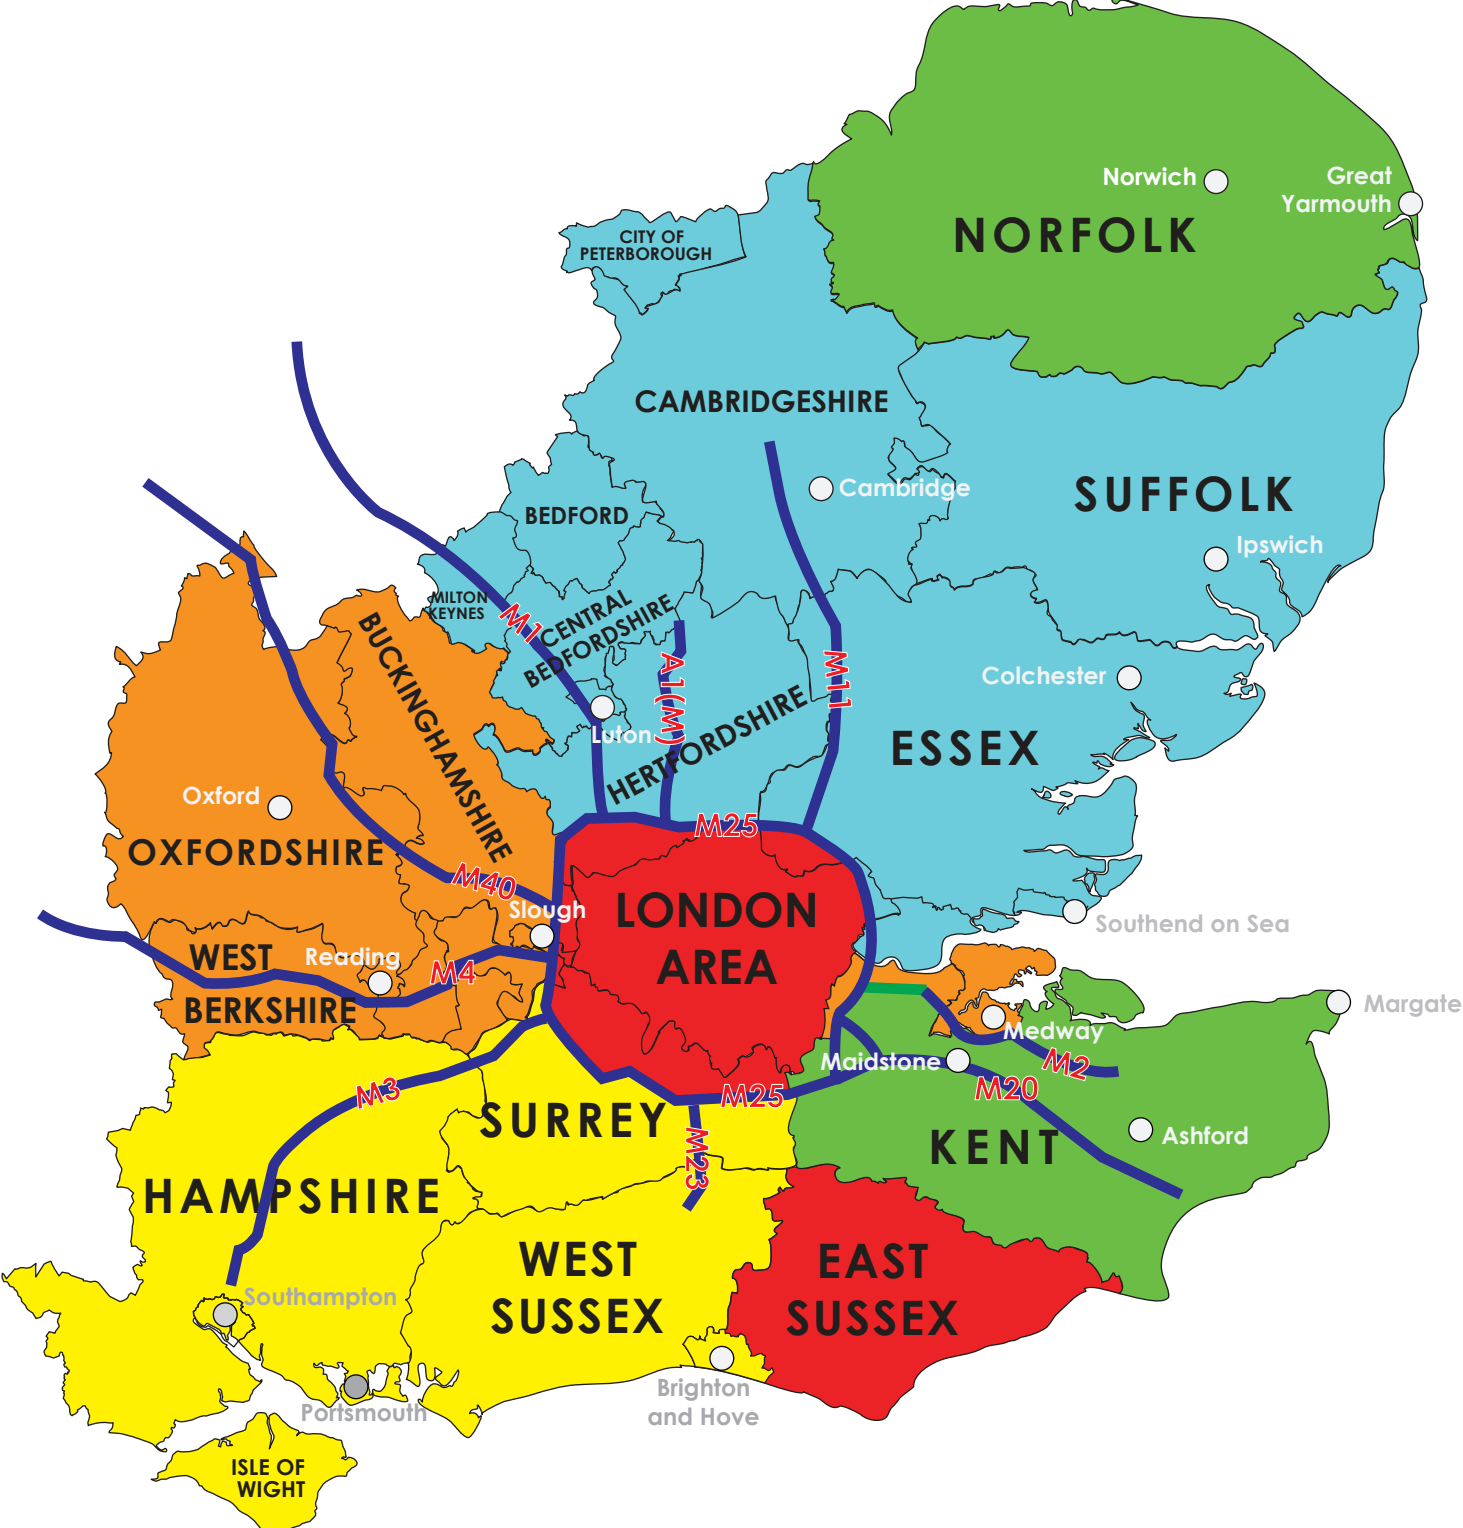 Norwich
Great
Yarmouth
NORFOLK
CITY OF
PETERBOROUGH
CAMBRIDGESHIRE
Cambridge
SUFFOLK
BEDFORD
Ipswich
MILTON
KEYNES
M1
CENTRAL
BEDFORDSHIRE
A1(M)
M11
Colchester
BUCKINGHAMSHIRE
Luton
HERTFORDSHIRE
ESSEX
Oxford
OXFORDSHIRE
M25
M40
Slough
LONDON
AREA
Southend on Sea
WEST
BERKSHIRE
Reading
M4
Margate
Medway
Maidstone
M2
M20
M3
M25
SURREY
M23
KENT
Ashford
HAMPSHIRE
WEST
SUSSEX
EAST
SUSSEX
Southampton
Portsmouth
Brighton
and Hove
ISLE OF
WIGHT